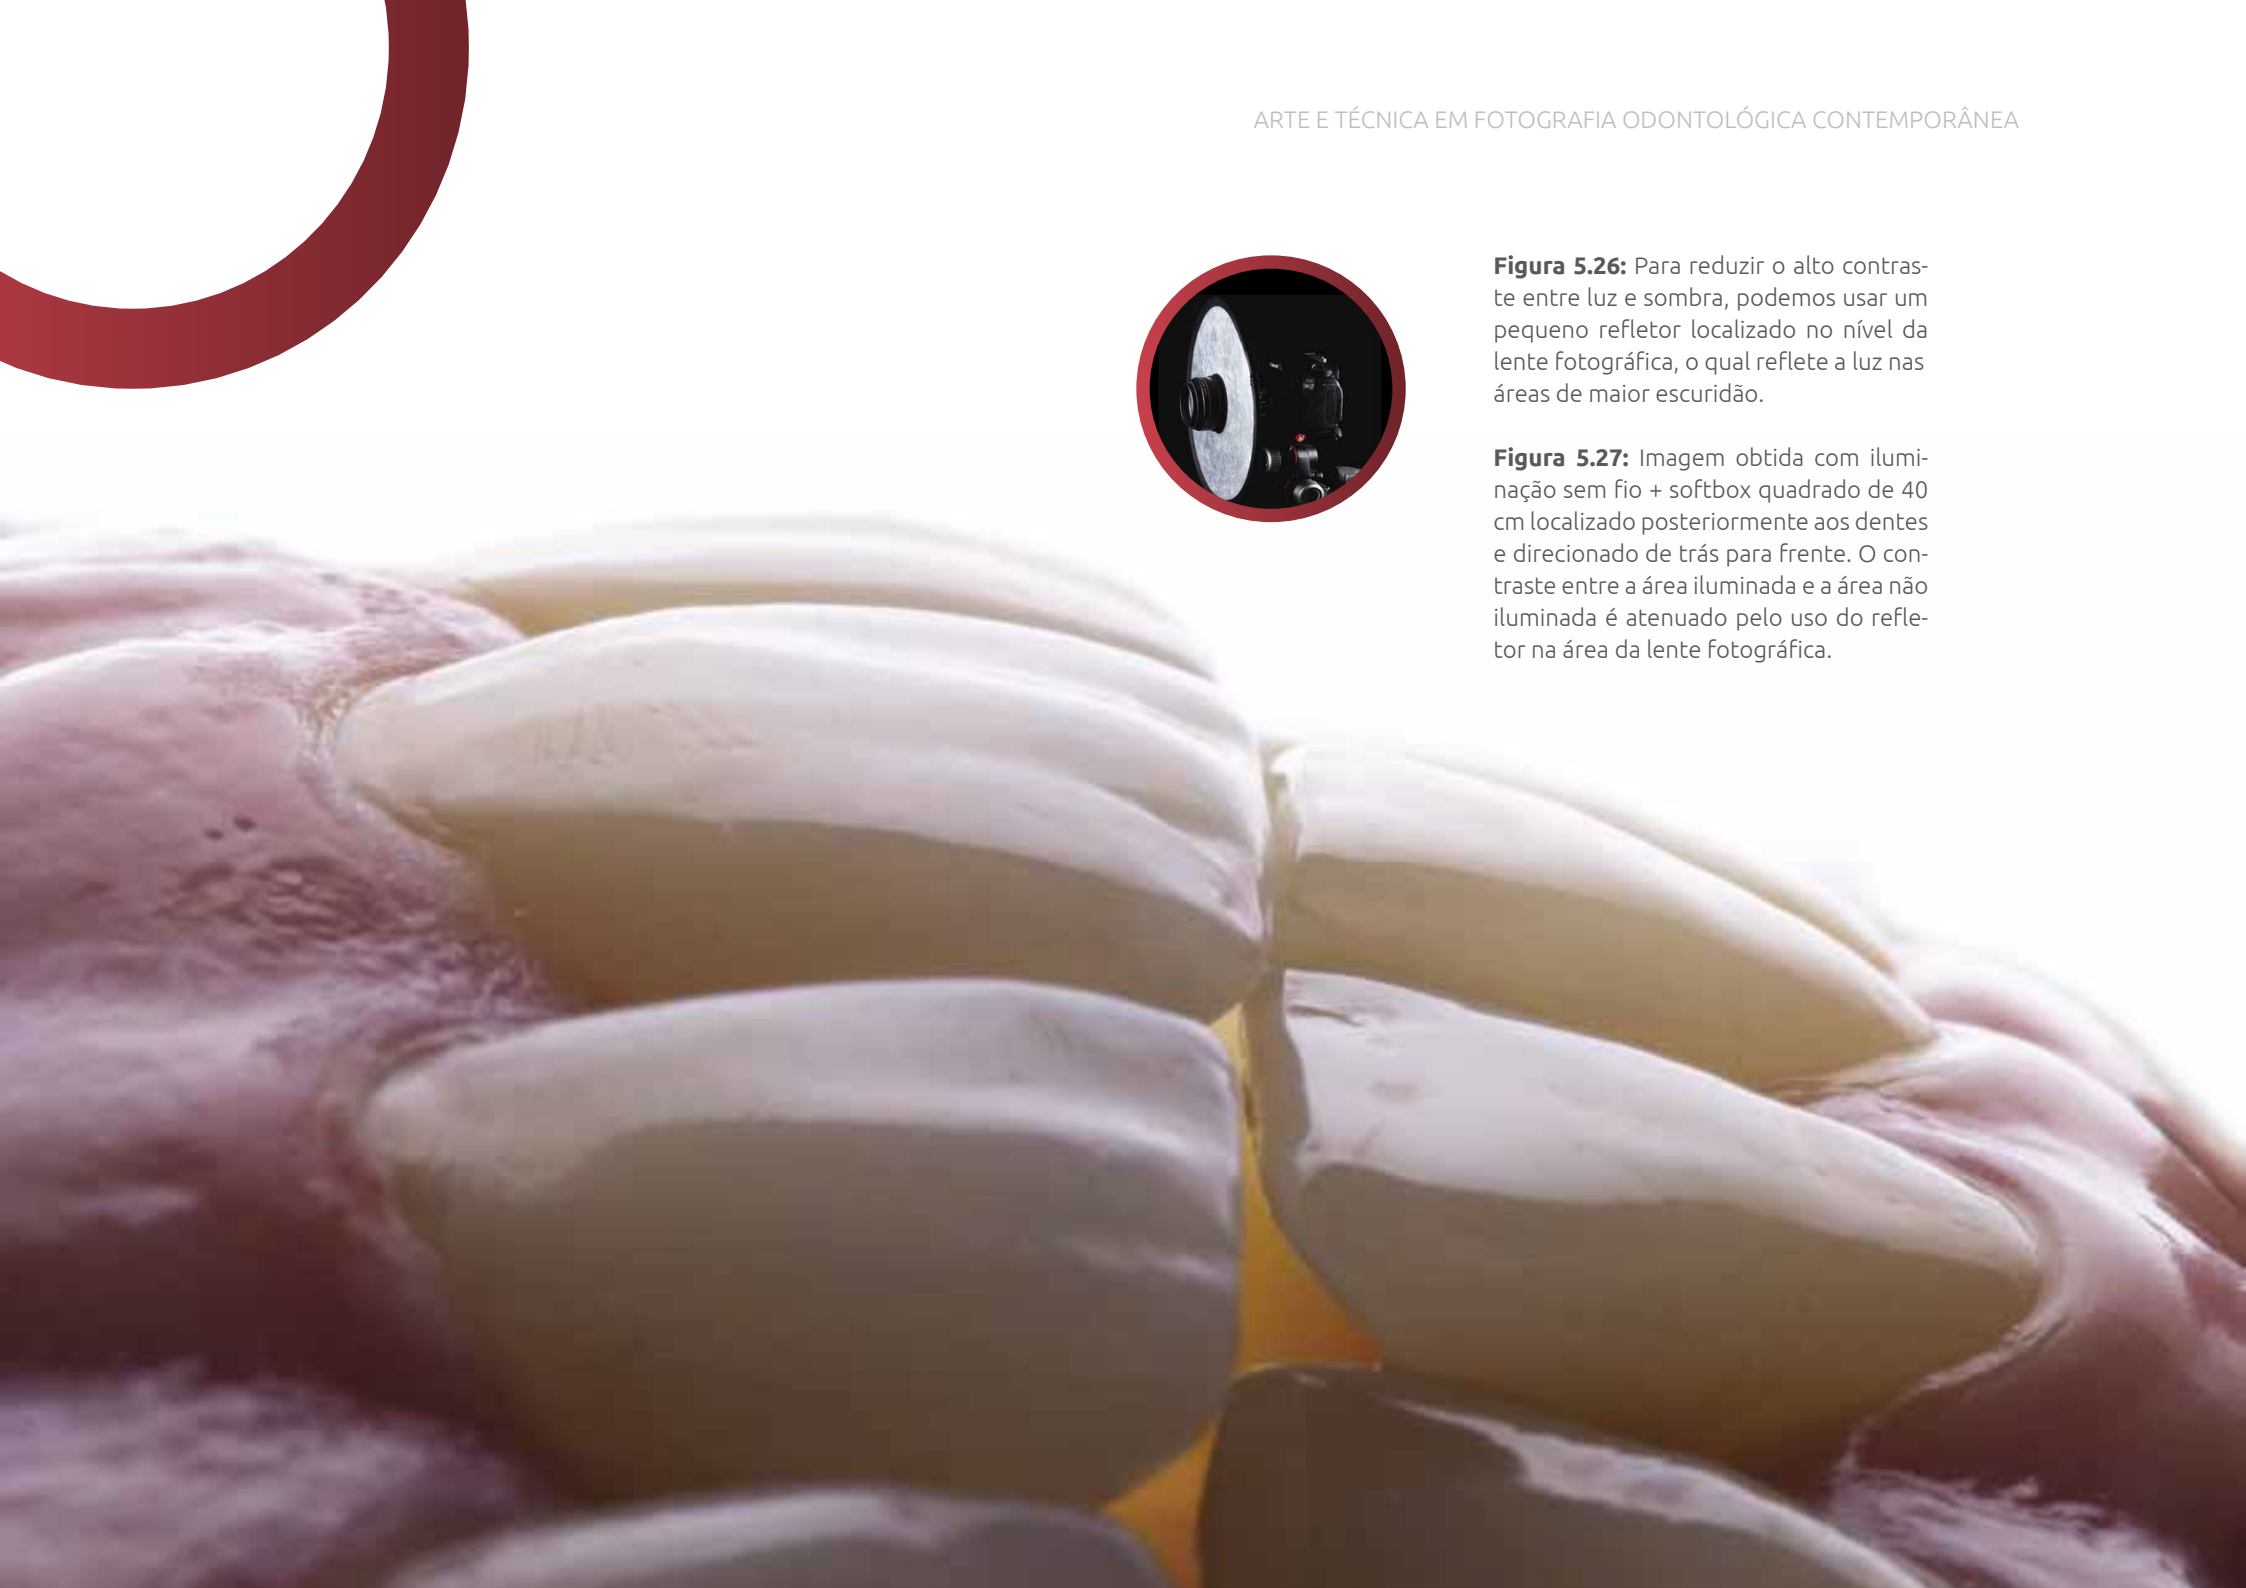 ARTE E TÉCNICA EM FOTOGRAFIA ODONTOLÓGICA CONTEMPORÂNEA
Figura 5.26: Para reduzir o alto contras-
te entre luz e sombra, podemos usar um
pequeno refletor localizado no nível da
lente fotográfica, o qual reflete a luz nas
áreas de maior escuridão.
Figura 5.27: Imagem obtida com ilumi-
nação sem fio + softbox quadrado de 40
cm localizado posteriormente aos dentes
e direcionado de trás para frente. O con-
traste entre a área iluminada e a área não
iluminada é atenuado pelo uso do refle-
tor na área da lente fotográfica.